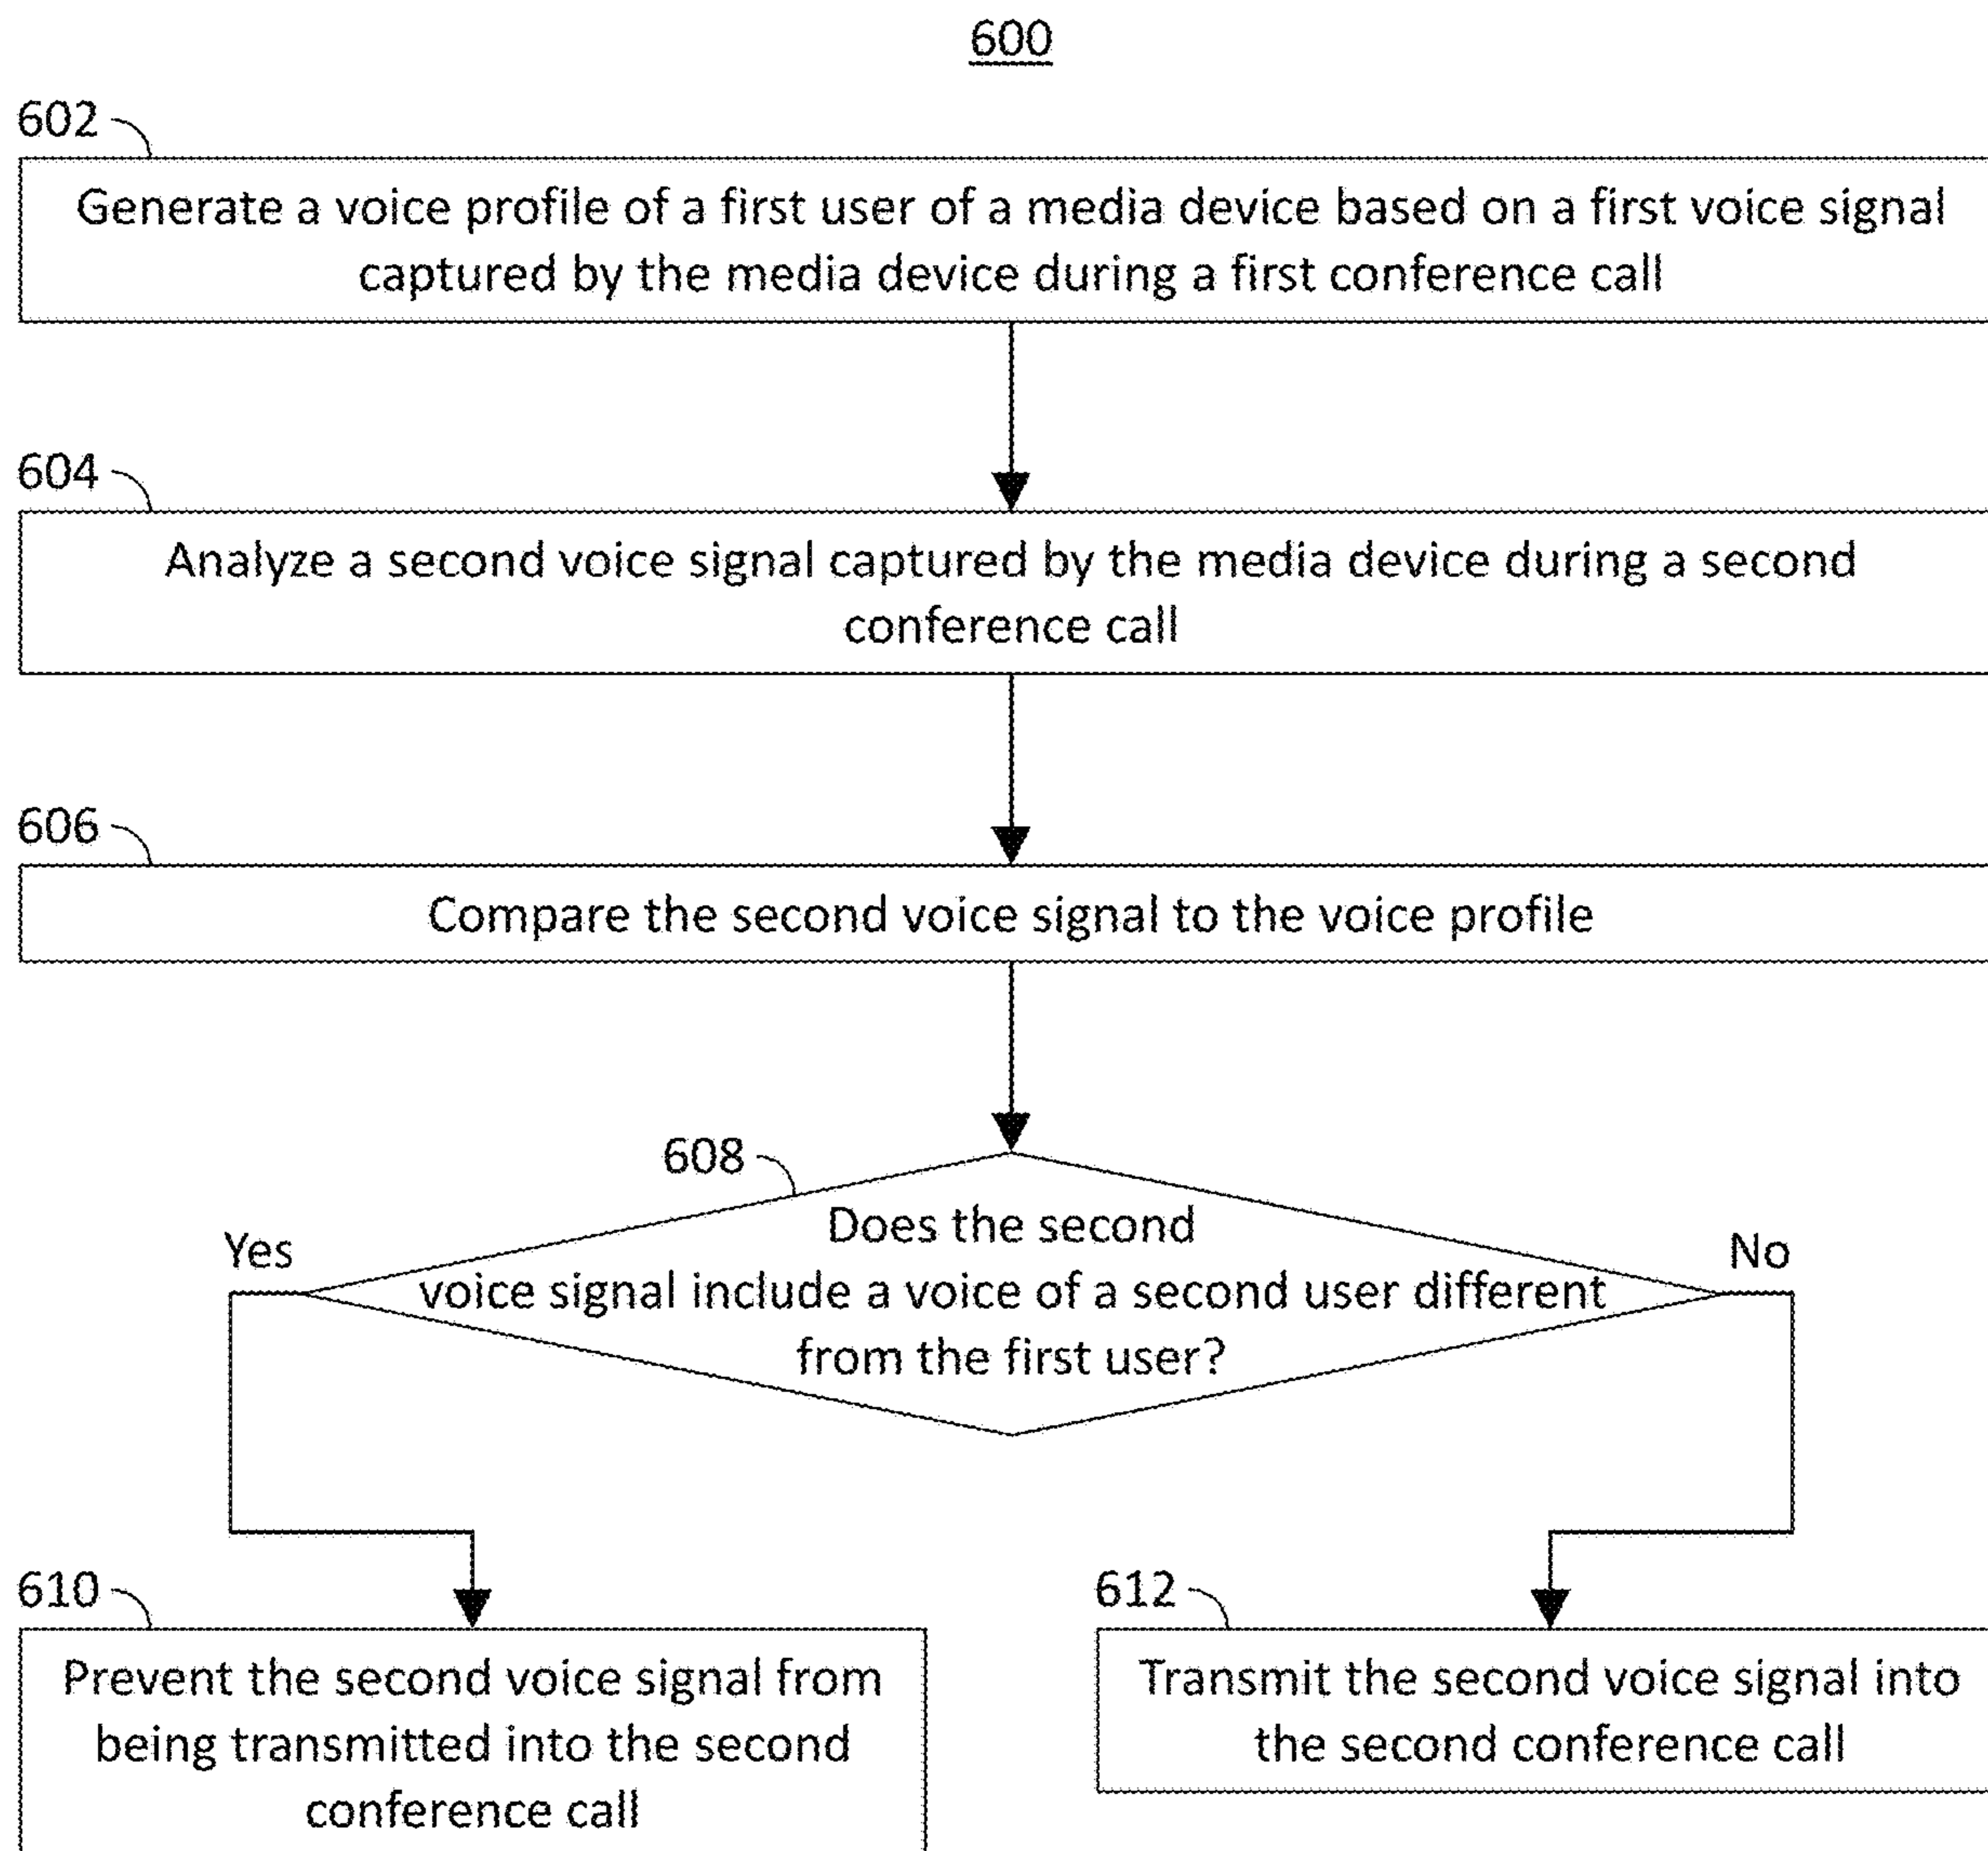 600
602
Generate a voice profile of a first user of a media device based on a first voice signal
captured by the media device during a first conference call
604
Analyze a second voice signal captured by the media device during a second
conference call
606
Compare the second voice signal to the voice profile
608
Does the second
voice signal include a voice of a second user different
from the first user?
Yes
No
610
Prevent the second voice signal from
being transmitted into the second
conference call
612
Transmit the second voice signal into
the second conference call